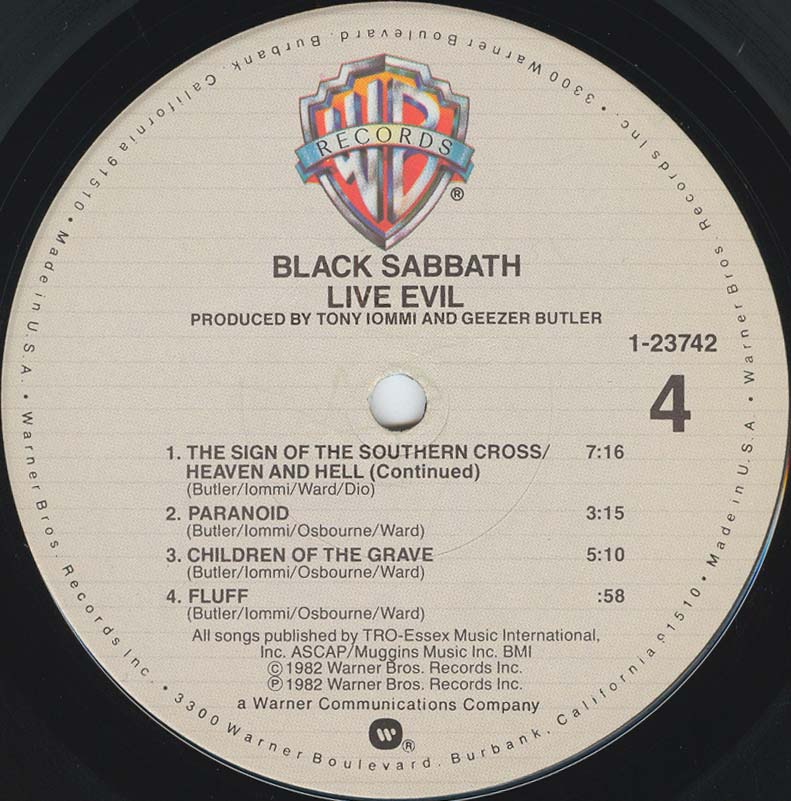 WB
RECORDS
®
BLACK SABBATH
LIVE EVIL
PRODUCED BY TONY IOMMI AND GEEZER BUTLER
1-23742
4
1. THE SIGN OF THE SOUTHERN CROSS/ 7:16
HEAVEN AND HELL (Continued)
(Butler/Iommi/Ward/Dio)
2. PARANOID 3:15
(Butler/Iommi/Osbourne/Ward)
3. CHILDREN OF THE GRAVE 5:10
(Butler/Iommi/Osbourne/Ward)
4. FLUFF :58
(Butler/Iommi/Osbourne/Ward)
All songs published by TRO-Essex Music International,
Inc. ASCAP/Muggins Music Inc. BMI
© 1982 Warner Bros. Records Inc.
℗ 1982 Warner Bros. Records Inc.
a Warner Communications Company
W ®
Warner Bros. Records Inc. • 3300 Warner Boulevard. Burbank, California 91510 • Made in U.S.A. • Warner Bros. Records Inc. • 3300 Warner Boulevard, Burbank, California 91510 • Made in U.S.A. •